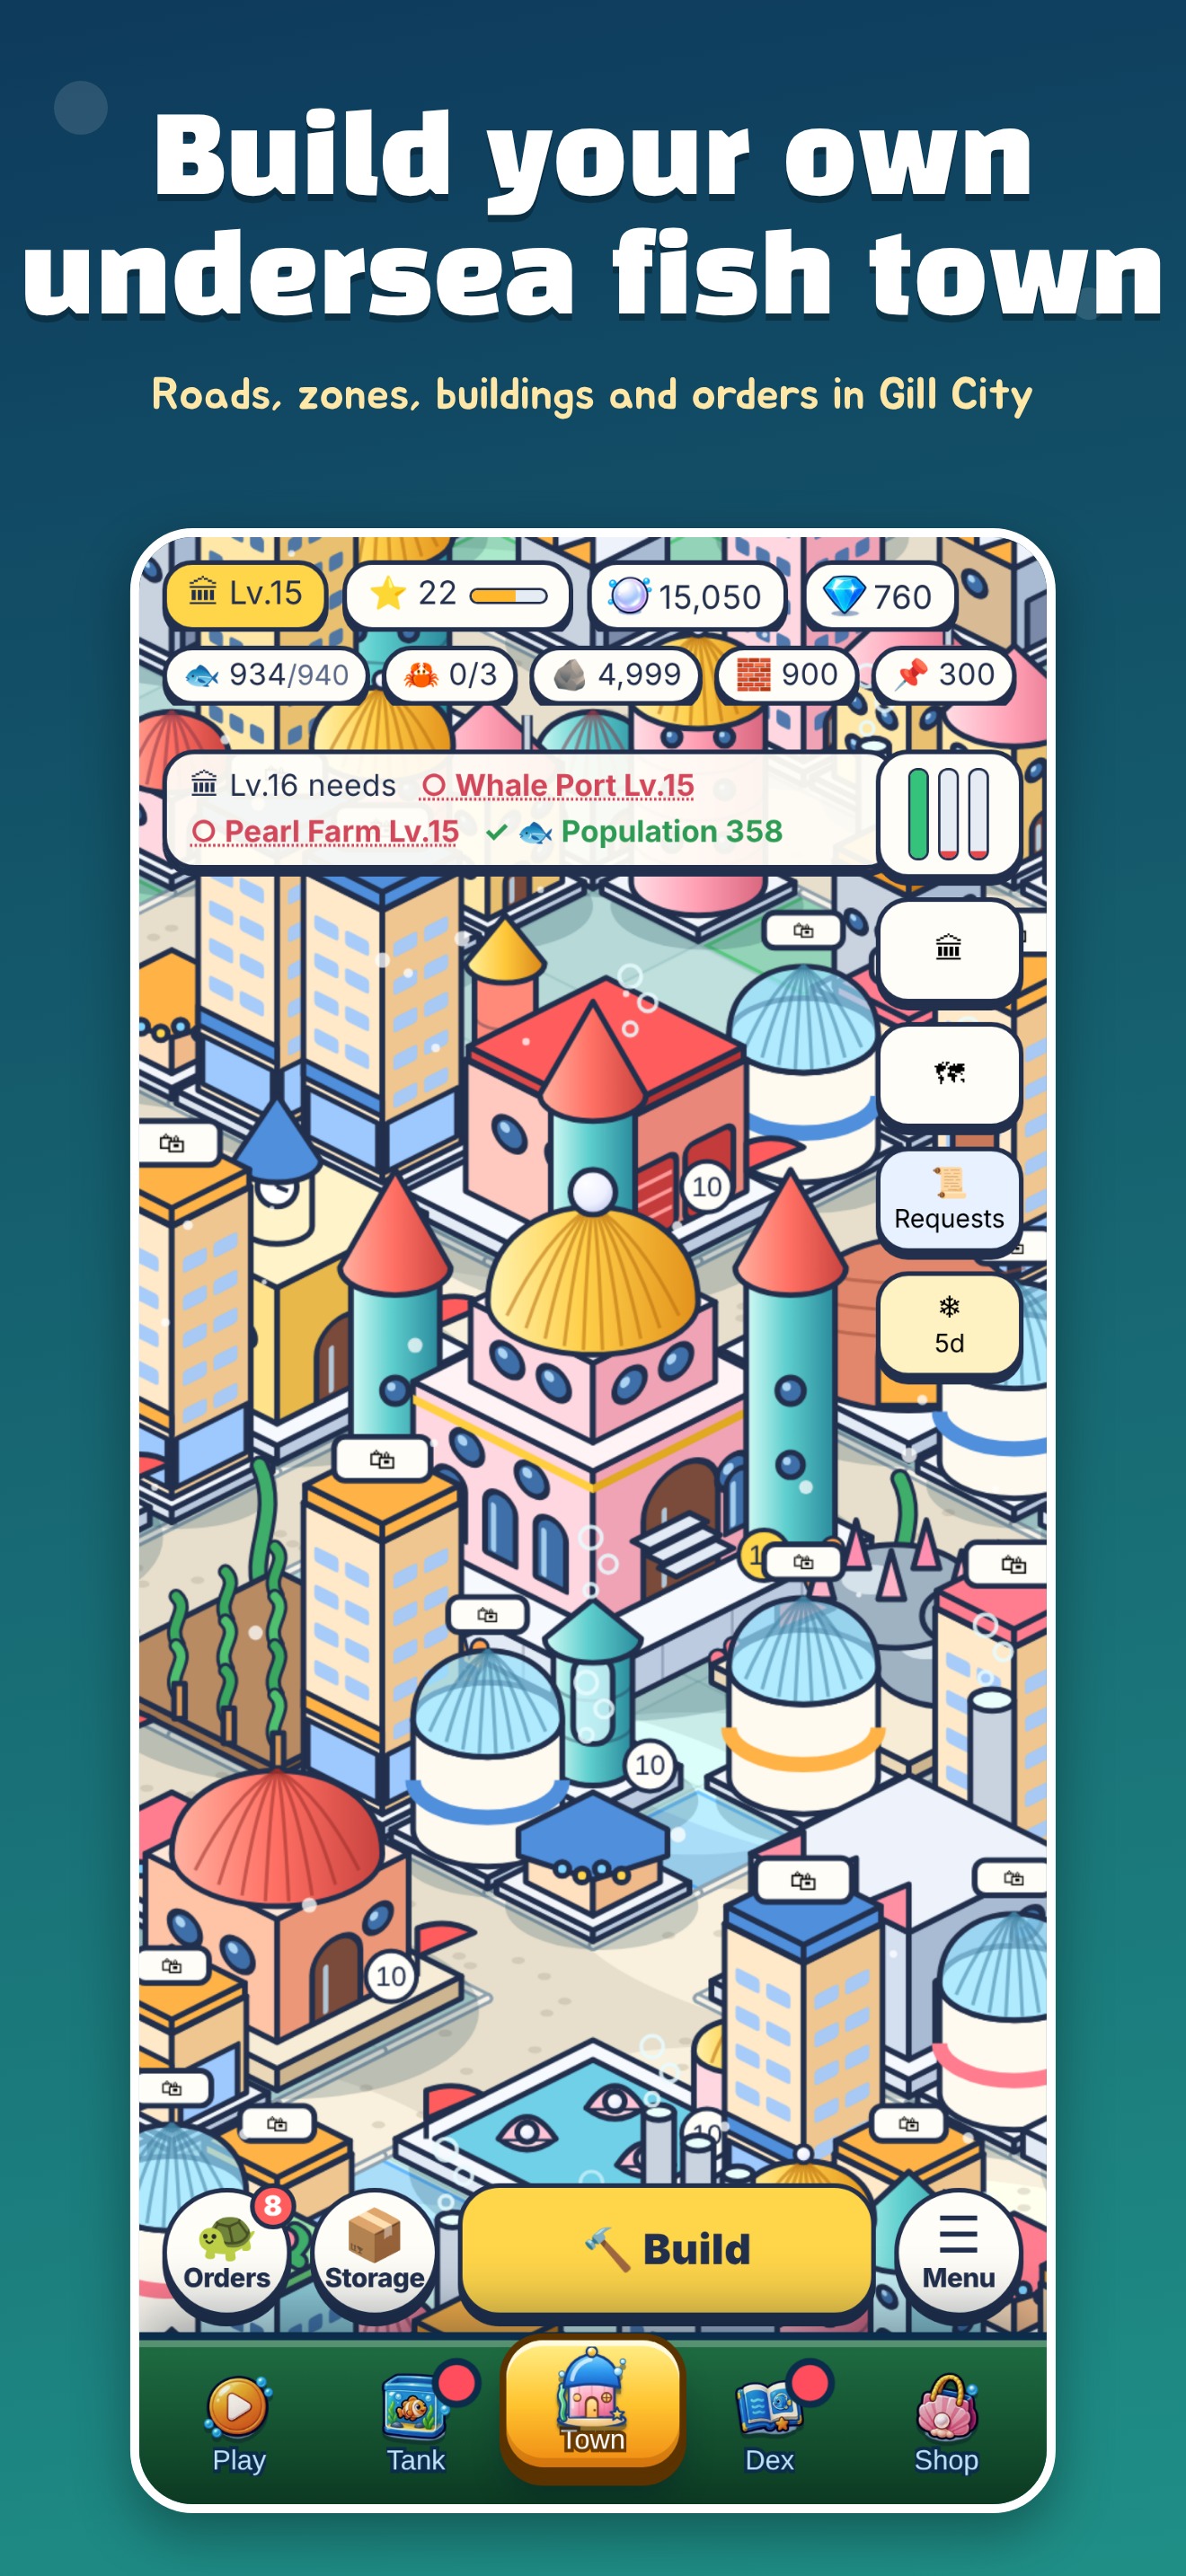 Build your own
undersea fish town
Roads, zones, buildings and orders in Gill City
Lv.15
22
15,050
760
934/940
0/3
4,999
900
300
Lv.16 needs Whale Port Lv.15
Pearl Farm Lv.15 ✓ Population 358
10
Requests
5d
10
10
10
8
Orders
Storage
Build
Menu
Play
Tank
Town
Dex
Shop